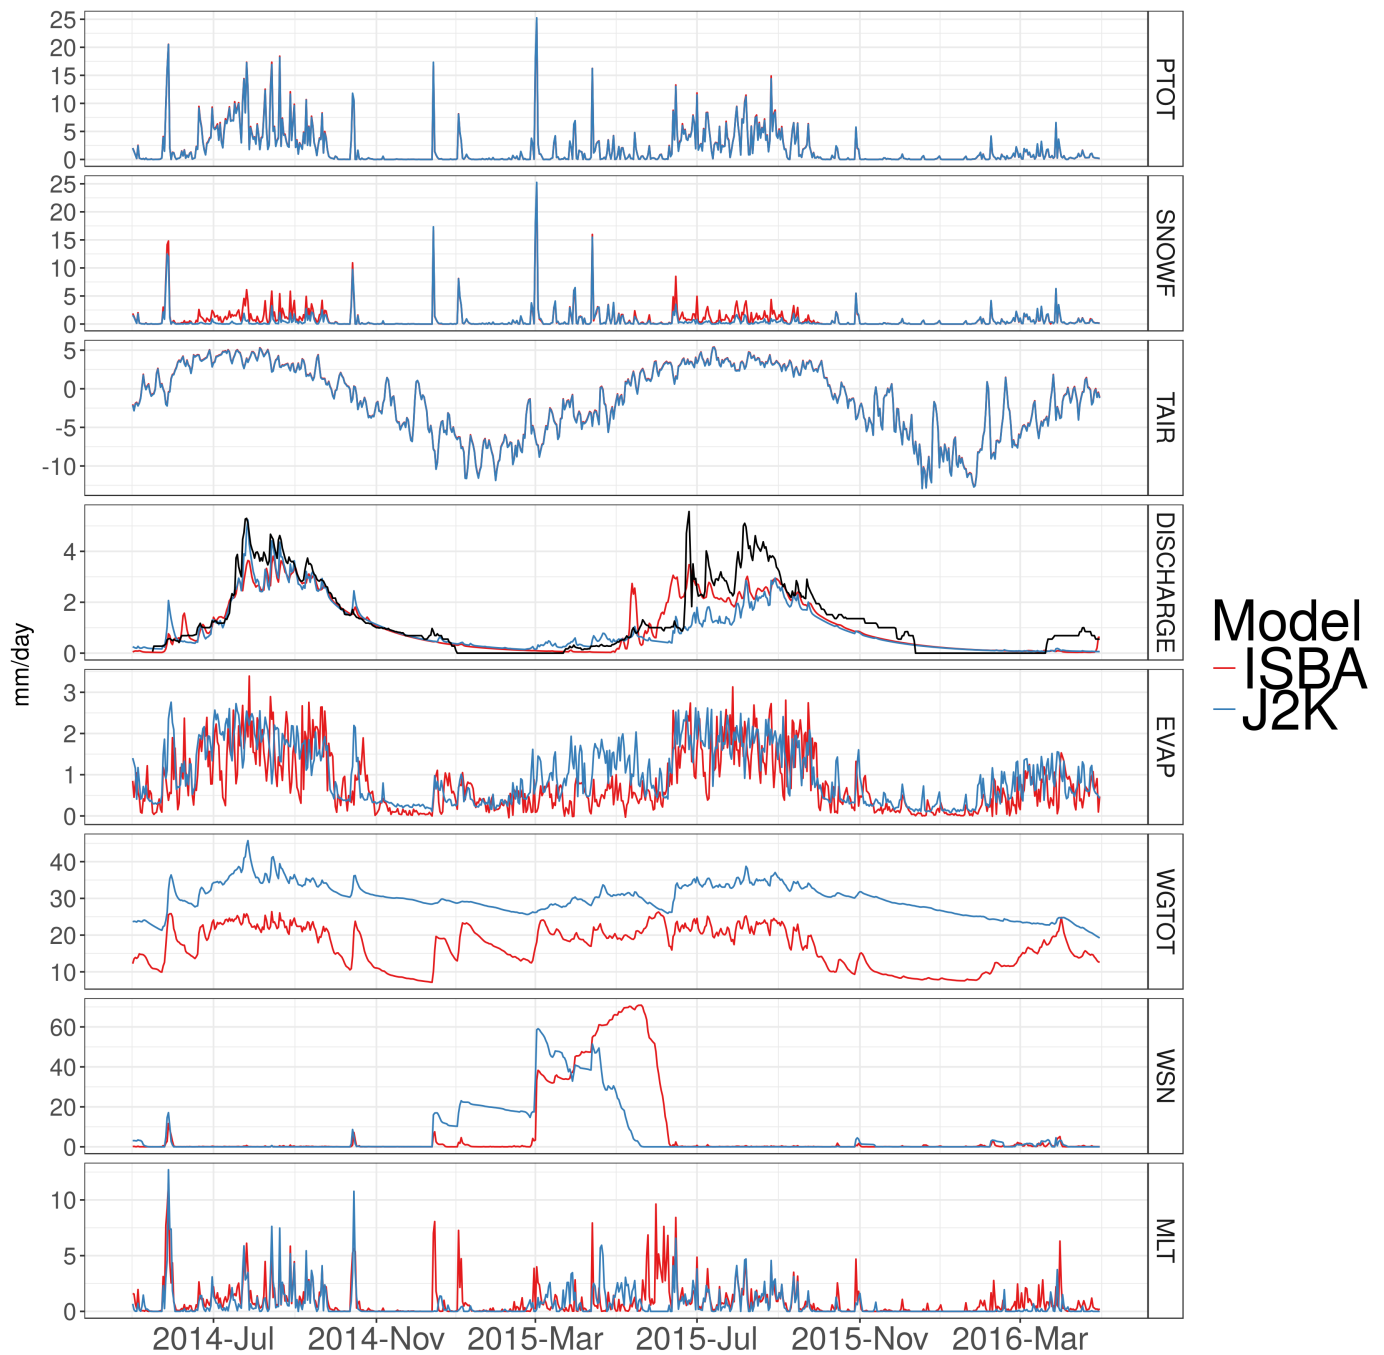 25
20
15
10
5
0
PTOT
25
20
15
10
5
0
SNOWF
5
0
-5
-10
TAIR
4
2
0
DISCHARGE
3
2
1
0
EVAP
40
30
20
10
WGTOT
60
40
20
0
WSN
10
5
0
MLT
mm/day
2014-Jul 2014-Nov 2015-Mar 2015-Jul 2015-Nov 2016-Mar
Model
ISBA
J2K